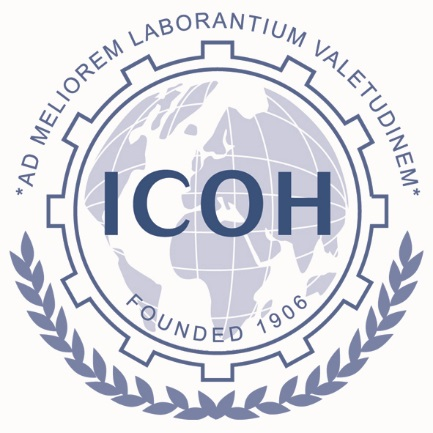 *AD MELIOREM LABORANTIUM VALETUDINEM*
ICOH
FOUNDED 1906